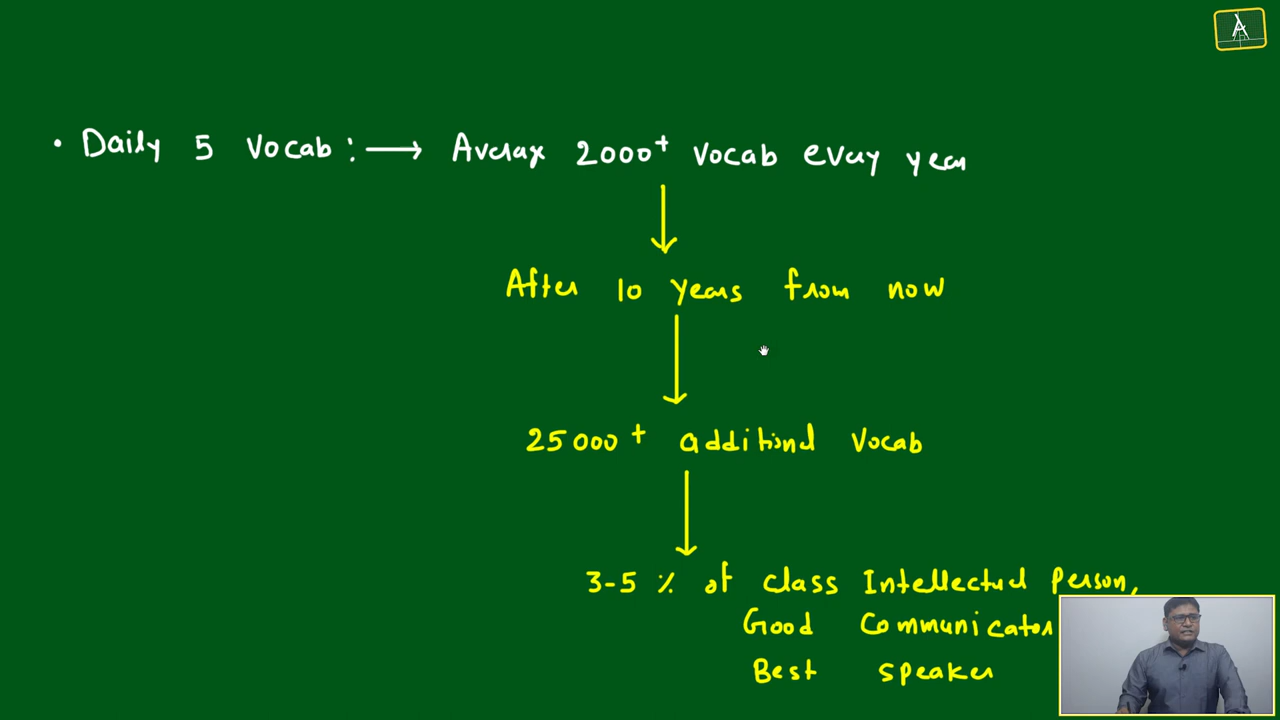 • Daily 5 Vocab : → Average 2000+ vocab every year
After 10 years from now
25000+ additional Vocab
3-5 % of class Intellectual Person,
Good Communicator
Best Speaker
A